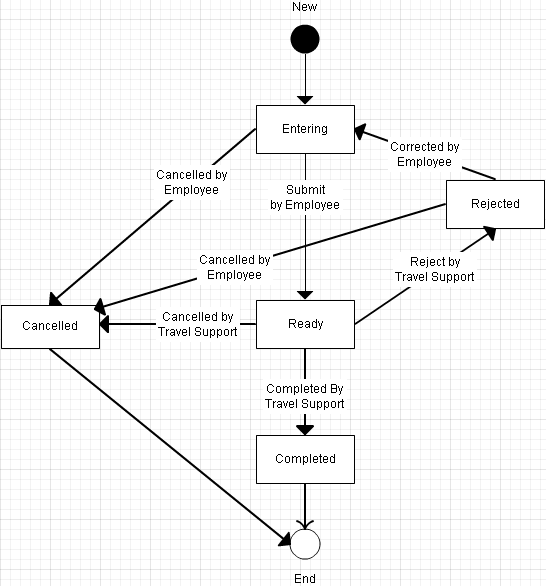 New
Entering
Corrected by
Employee
Cancelled by
Employee
Submit
by Employee
Rejected
Cancelled by
Employee
Reject by
Travel Support
Cancelled
Cancelled by
Travel Support
Ready
Completed By
Travel Support
Completed
End